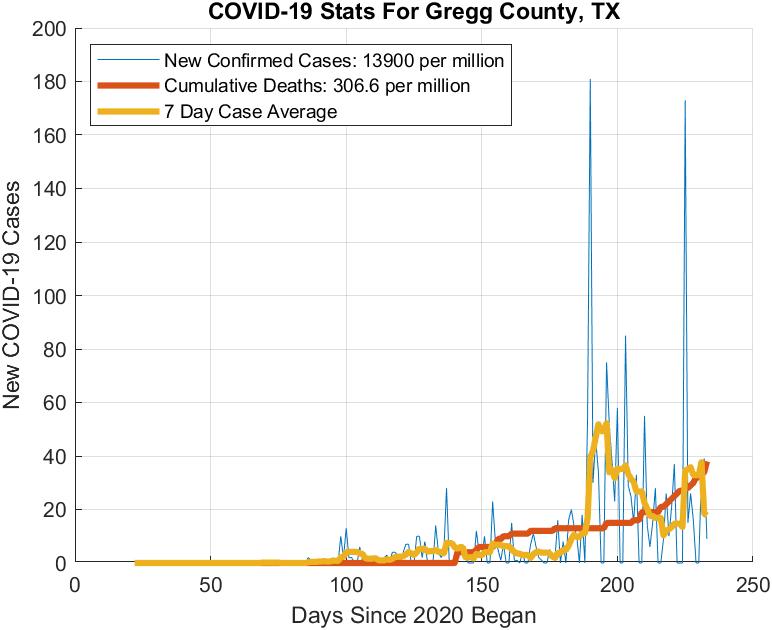 COVID-19 Stats For Gregg County, TX
New Confirmed Cases: 13900 per million
Cumulative Deaths: 306.6 per million
7 Day Case Average
New COVID-19 Cases
200
180
160
140
120
100
80
60
40
20
0
0 50 100 150 200 250
Days Since 2020 Began